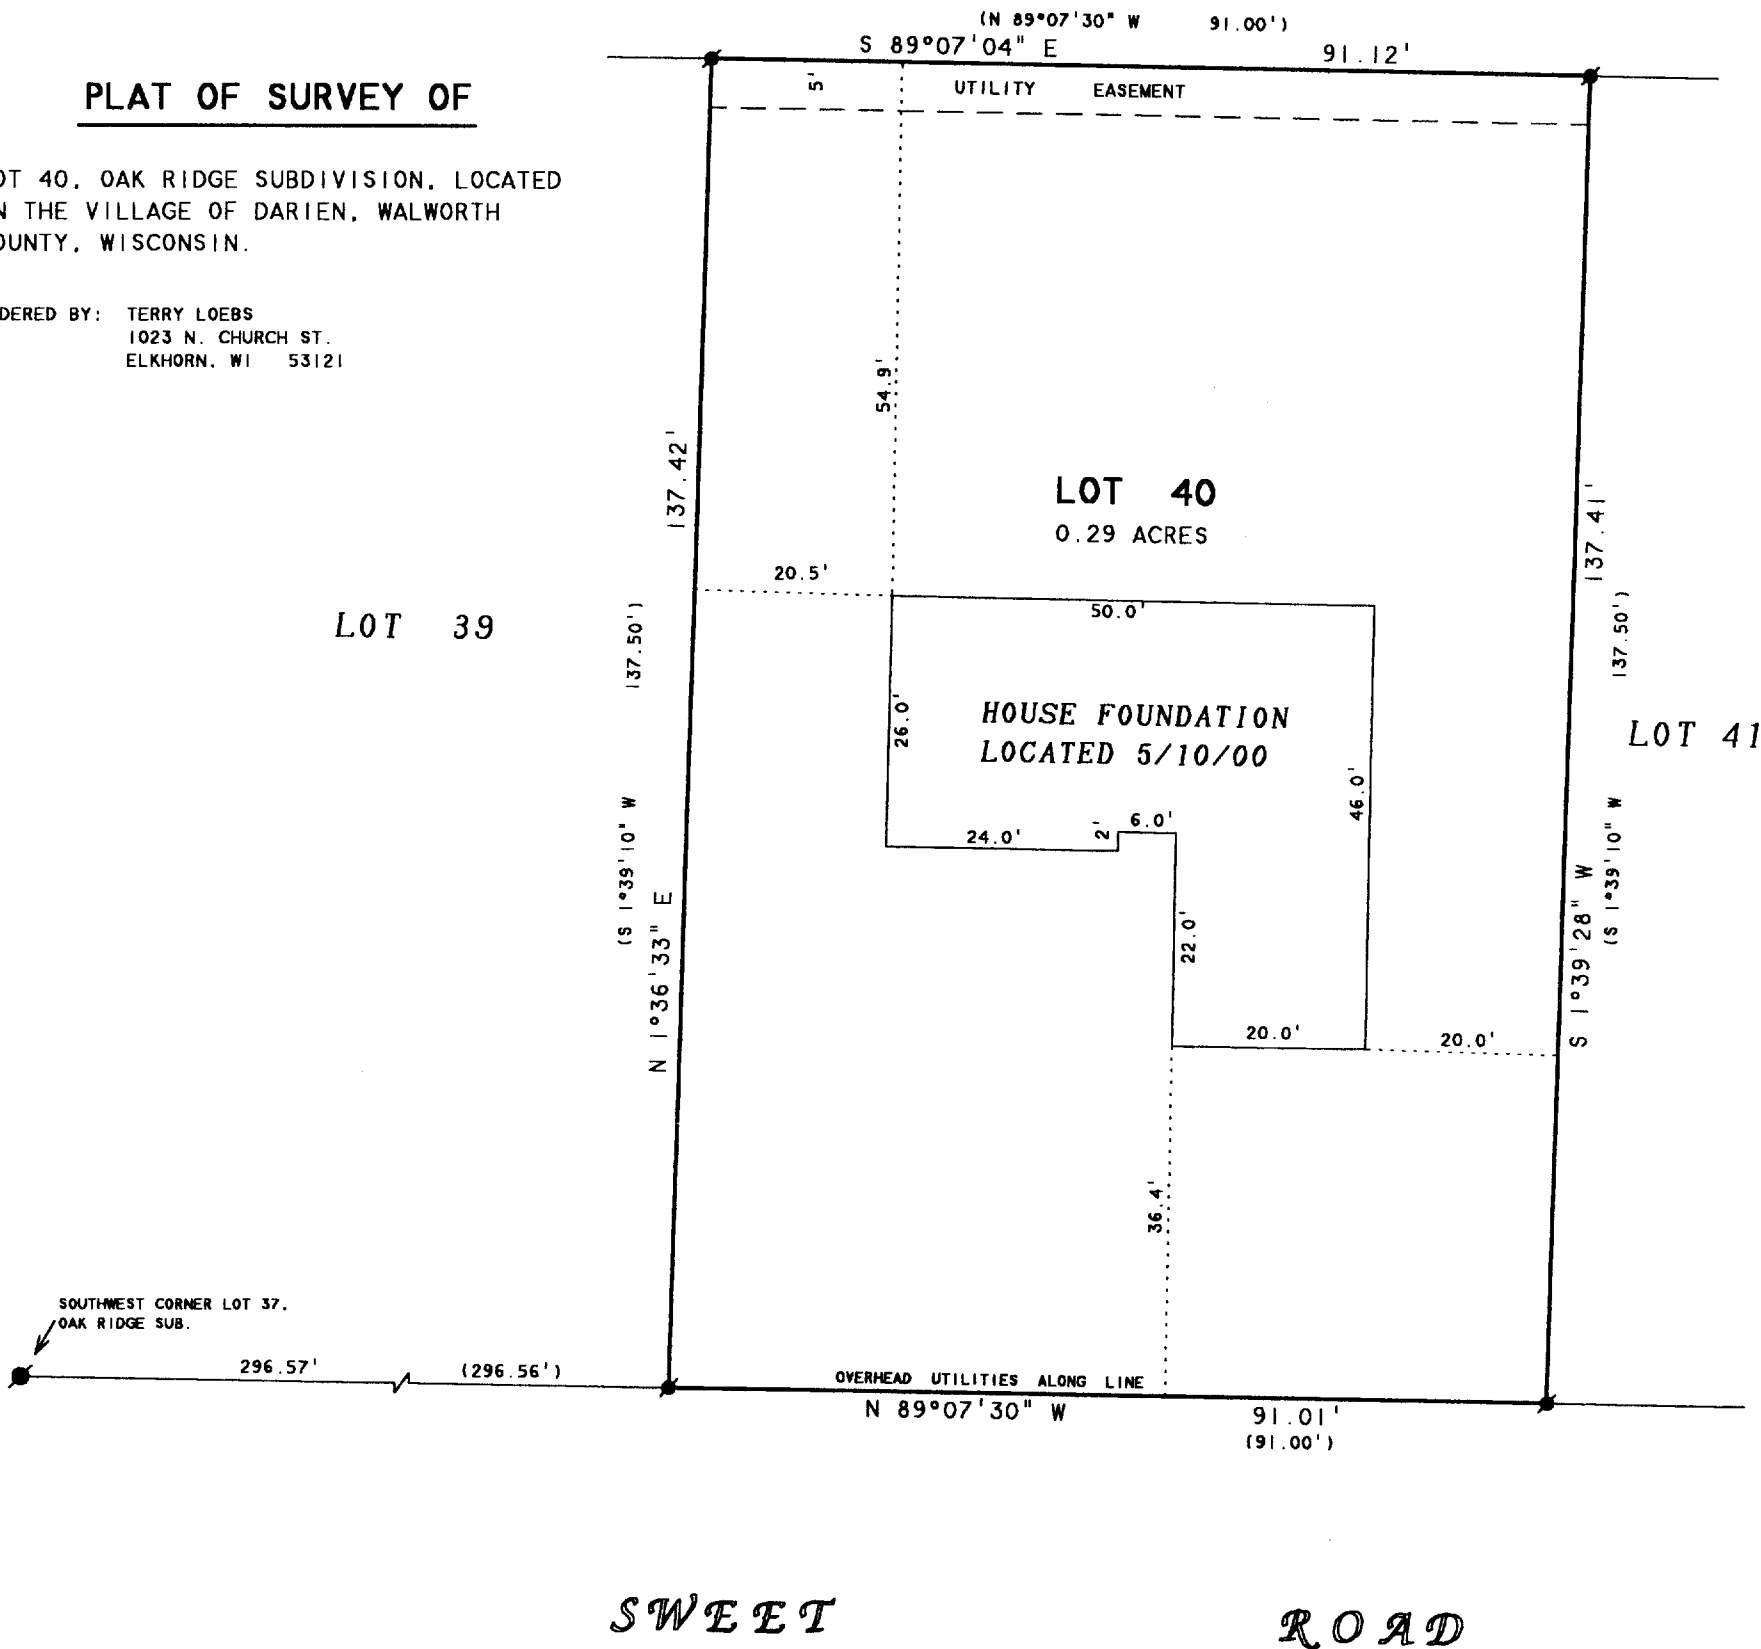 (N 89°07'30" W 91.00')
S 89°07'04" E 91.12'
PLAT OF SURVEY OF
5' UTILITY EASEMENT
OT 40, OAK RIDGE SUBDIVISION, LOCATED
N THE VILLAGE OF DARIEN, WALWORTH
OUNTY, WISCONSIN.
DERED BY: TERRY LOEBS
1023 N. CHURCH ST.
ELKHORN, WI 53121
54.9'
137.42'
LOT 40
0.29 ACRES
137.41'
20.5'
50.0'
LOT 39
137.50')
137.50')
26.0'
HOUSE FOUNDATION
LOCATED 5/10/00
LOT 41
46.0'
24.0'
2'
6.0'
(S 1°39'10" W
N 1°36'33" E
22.0'
S 1°39'28" W
(S 1°39'10" W
20.0'
20.0'
36.4'
SOUTHWEST CORNER LOT 37,
OAK RIDGE SUB.
296.57' (296.56')
OVERHEAD UTILITIES ALONG LINE
N 89°07'30" W 91.01'
(91.00')
SWEET ROAD